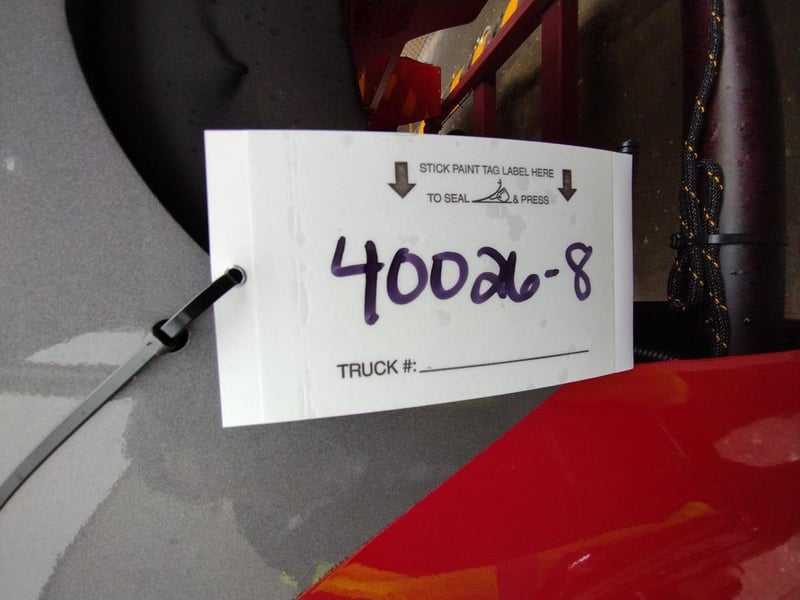 STICK PAINT TAG LABEL HERE
TO SEAL & PRESS
40026-8
TRUCK #: